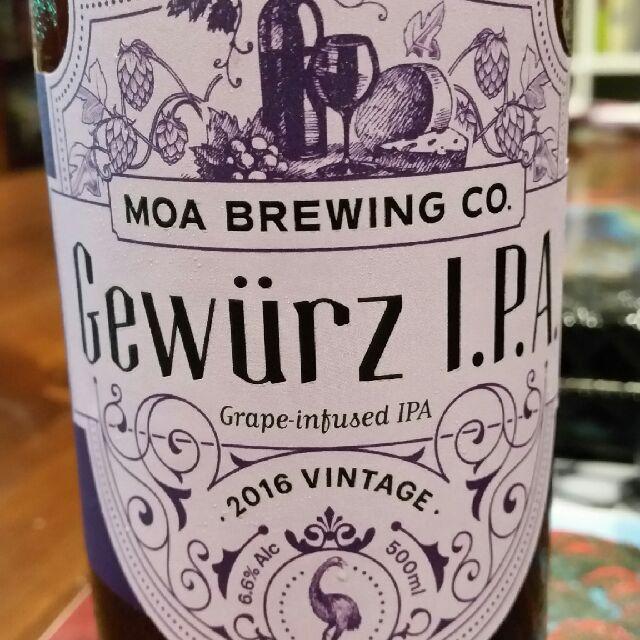 MOA BREWING CO.
Gewürz I.P.A.
Grape-infused IPA
· 2016 VINTAGE ·
6.6% Alc
500ml